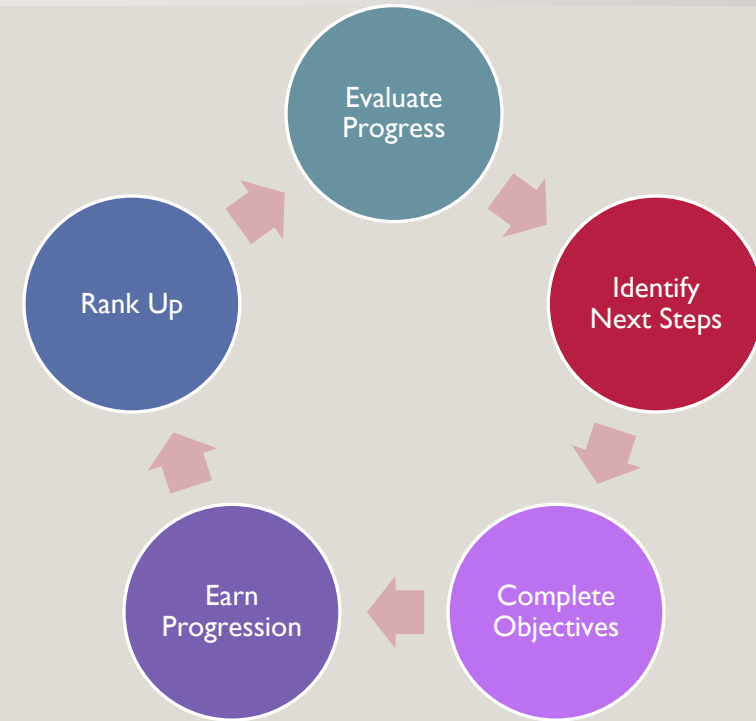 Evaluate
Progress
Identify
Next Steps
Complete
Objectives
Earn
Progression
Rank Up